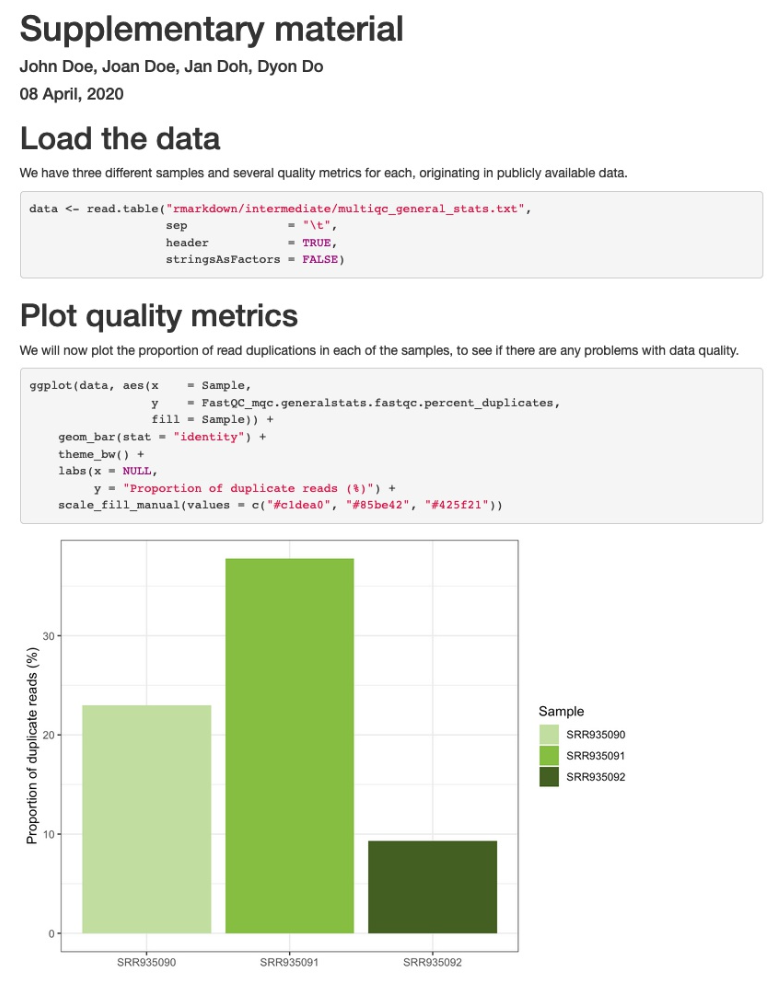 Supplementary material
John Doe, Joan Doe, Jan Doh, Dyon Do
08 April, 2020
Load the data
We have three different samples and several quality metrics for each, originating in publicly available data.
data <- read.table("rmarkdown/intermediate/multiqc_general_stats.txt",
                   sep              = "\t",
                   header           = TRUE,
                   stringsAsFactors = FALSE)
Plot quality metrics
We will now plot the proportion of read duplications in each of the samples, to see if there are any problems with data quality.
ggplot(data, aes(x    = Sample,
                 y    = FastQC_mqc.generalstats.fastqc.percent_duplicates,
                 fill = Sample)) +
    geom_bar(stat = "identity") +
    theme_bw() +
    labs(x = NULL,
         y = "Proportion of duplicate reads (%)") +
    scale_fill_manual(values = c("#c1dea0", "#85be42", "#425f21"))
Proportion of duplicate reads (%)
30
20
10
0
SRR935090 SRR935091 SRR935092
Sample
SRR935090
SRR935091
SRR935092